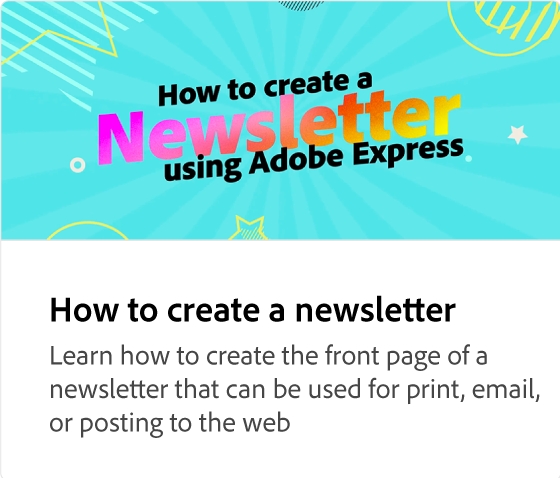 How to create a
Newsletter
using Adobe Express
How to create a newsletter
Learn how to create the front page of a
newsletter that can be used for print, email,
or posting to the web